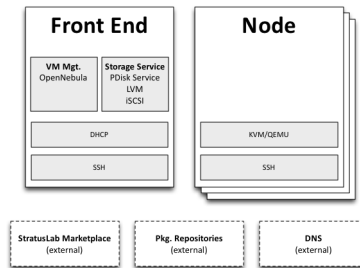 Front End
VM Mgt.
OpenNebula
Storage Service
PDisk Service
LVM
iSCSI
DHCP
SSH
Node
KVM/QEMU
SSH
StratusLab Marketplace
(external)
Pkg. Repositories
(external)
DNS
(external)